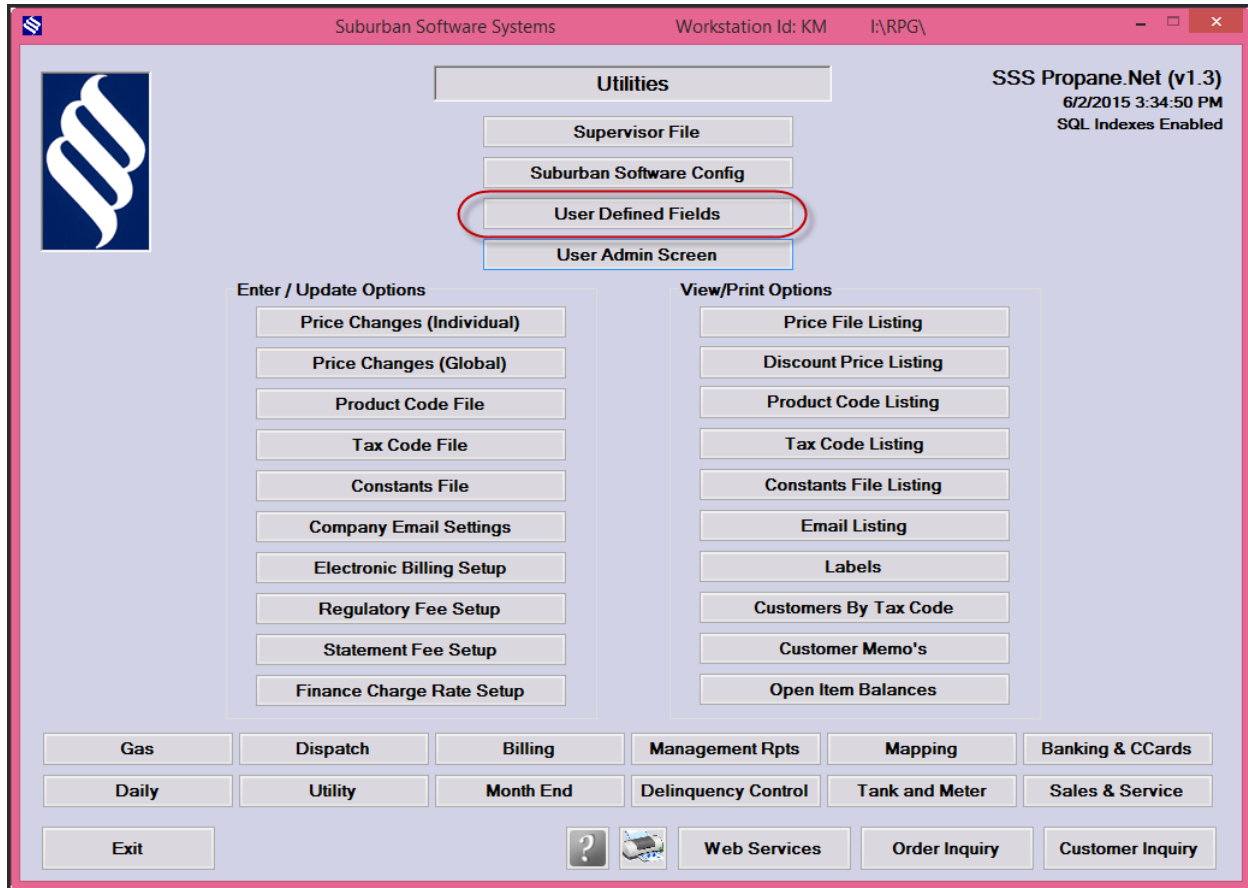 Suburban Software Systems Workstation Id: KM I:\RPG\
Utilities
SSS Propane.Net (v1.3)
6/2/2015 3:34:50 PM
SQL Indexes Enabled
Supervisor File
Suburban Software Config
User Defined Fields
User Admin Screen
Enter / Update Options
Price Changes (Individual)
Price Changes (Global)
Product Code File
Tax Code File
Constants File
Company Email Settings
Electronic Billing Setup
Regulatory Fee Setup
Statement Fee Setup
Finance Charge Rate Setup
View/Print Options
Price File Listing
Discount Price Listing
Product Code Listing
Tax Code Listing
Constants File Listing
Email Listing
Labels
Customers By Tax Code
Customer Memo's
Open Item Balances
Gas Dispatch Billing Management Rpts Mapping Banking & CCards
Daily Utility Month End Delinquency Control Tank and Meter Sales & Service
Exit ? Web Services Order Inquiry Customer Inquiry